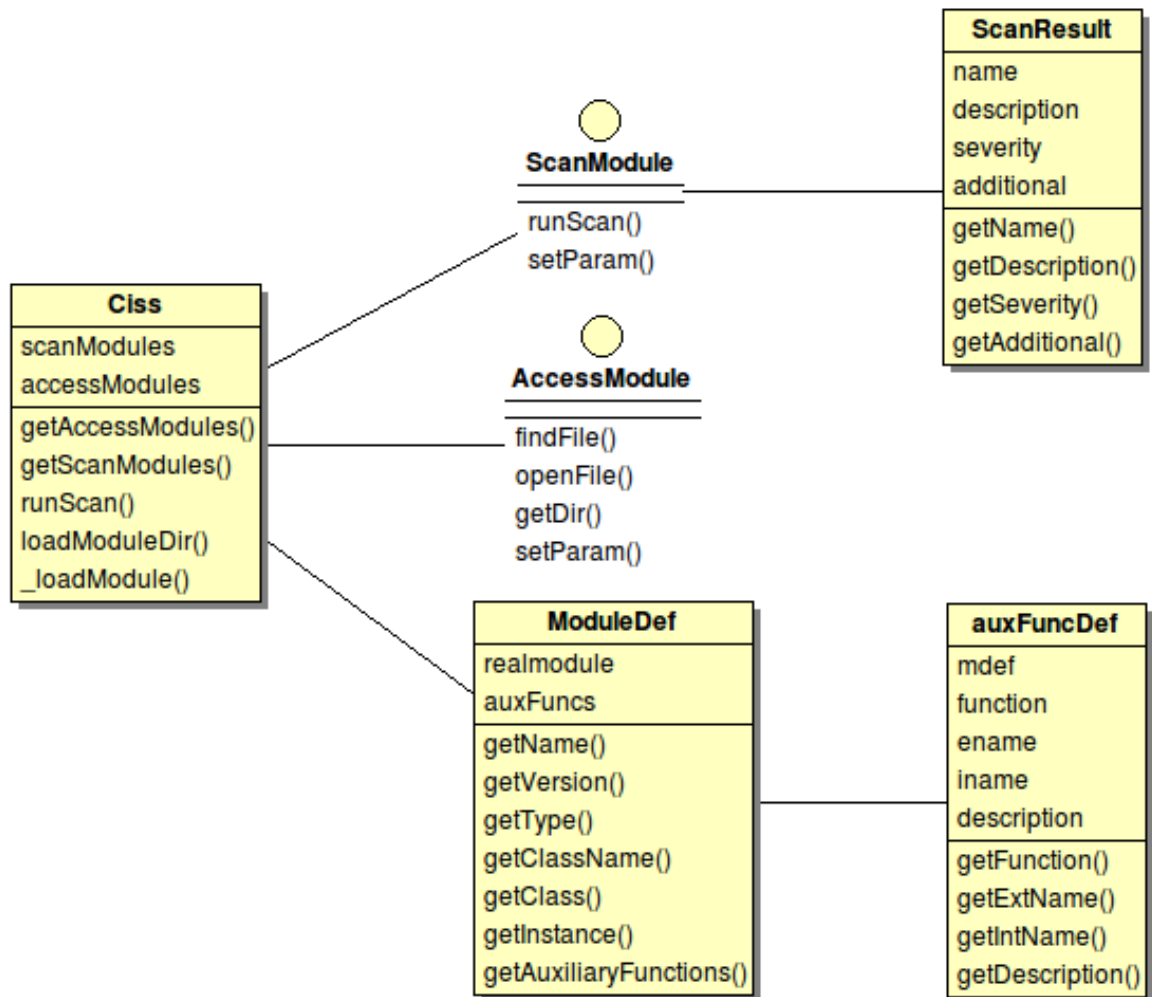 ScanResult
name
description
severity
additional
getName()
getDescription()
getSeverity()
getAdditional()
ScanModule
runScan()
setParam()
Ciss
scanModules
accessModules
getAccessModules()
getScanModules()
runScan()
loadModuleDir()
_loadModule()
AccessModule
findFile()
openFile()
getDir()
setParam()
ModuleDef
realmodule
auxFuncs
getName()
getVersion()
getType()
getClassName()
getClass()
getInstance()
getAuxiliaryFunctions()
auxFuncDef
mdef
function
ename
iname
description
getFunction()
getExtName()
getIntName()
getDescription()